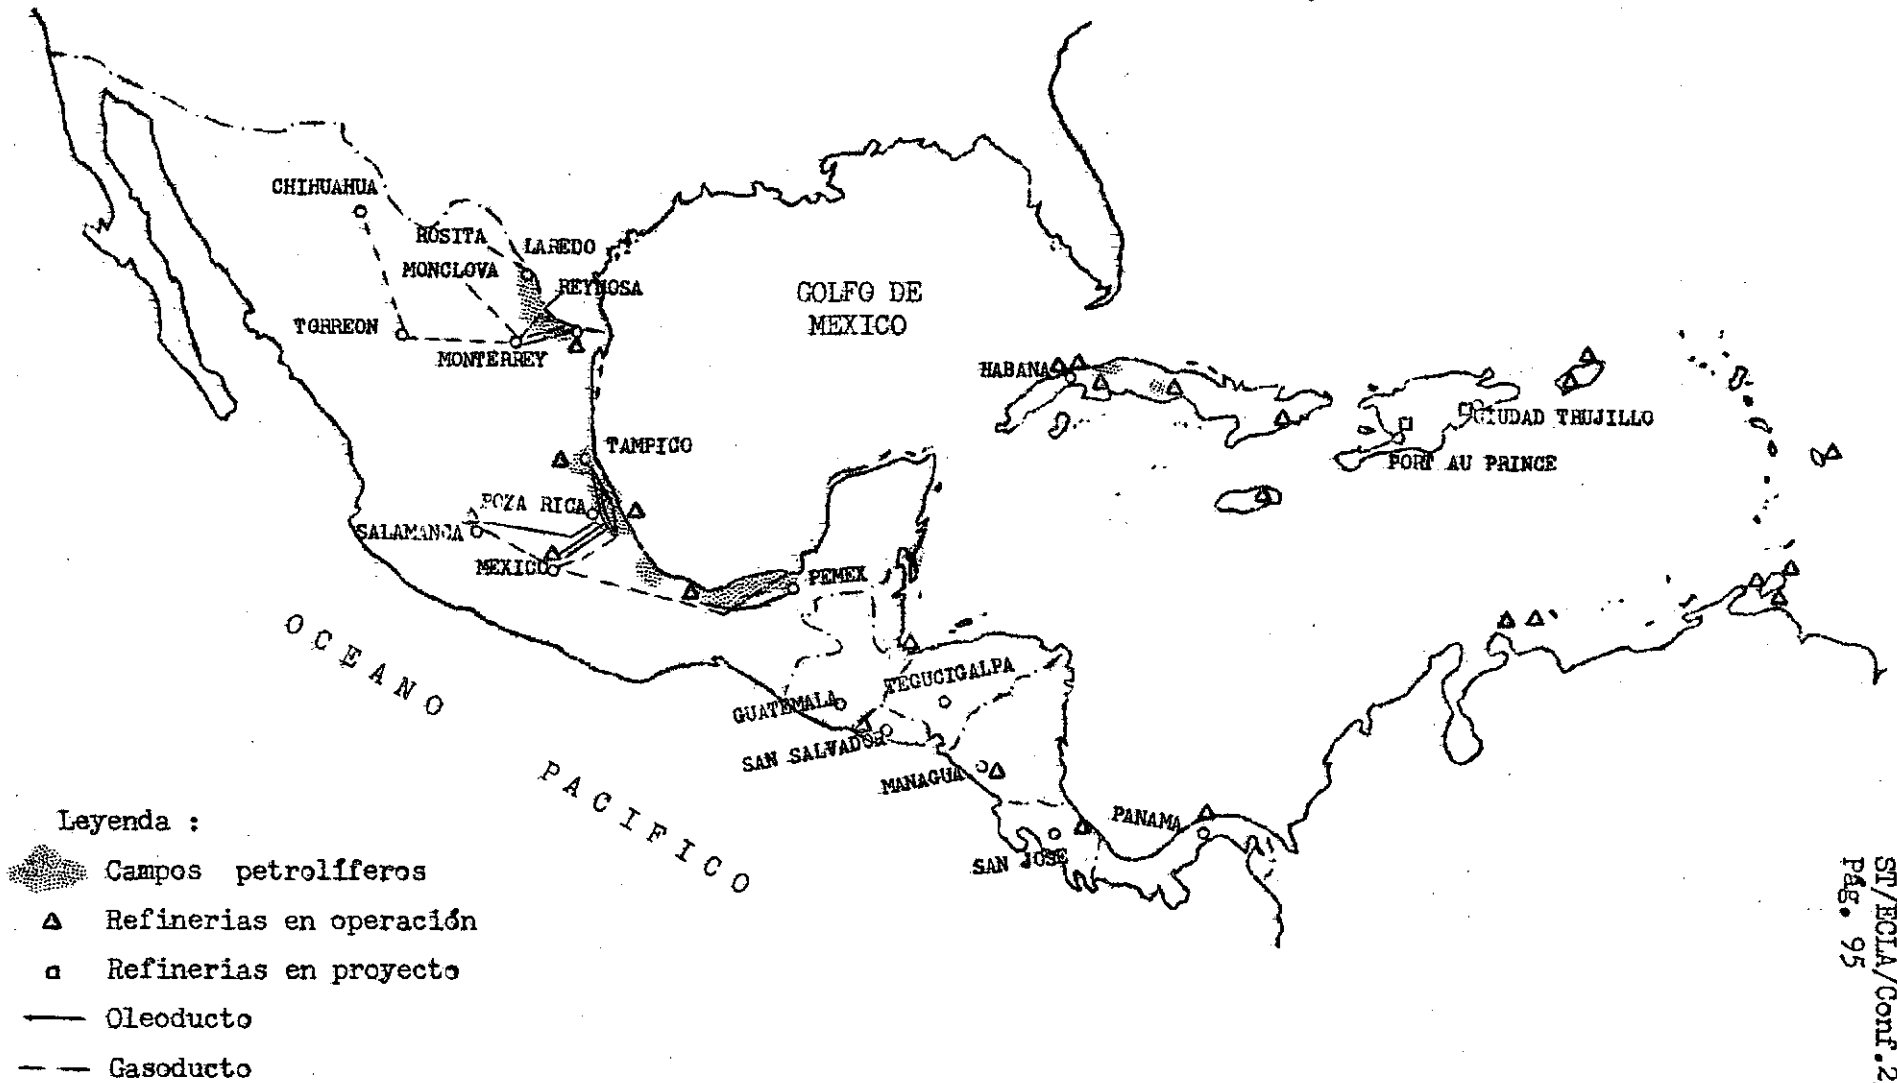 CHIHUAHUA
ROSITA
LAREDO
MONCLOVA
REYNOSA
TORREON
MONTERREY
GOLFO DE
MEXICO
HABANA
CIUDAD TRUJILLO
PORT AU PRINCE
TAMPICO
POZA RICA
SALAMANCA
MEXICO
PEMEX
OCEANO
PACIFICO
TEGUCIGALPA
GUATEMALA
SAN SALVADOR
MANAGUA
PANAMA
SAN JOSE
Leyenda :
Campos petrolíferos
Refinerias en operación
Refinerias en proyecto
Oleoducto
Gasoducto
ST/ECLA/Conf.2
Pág. 95